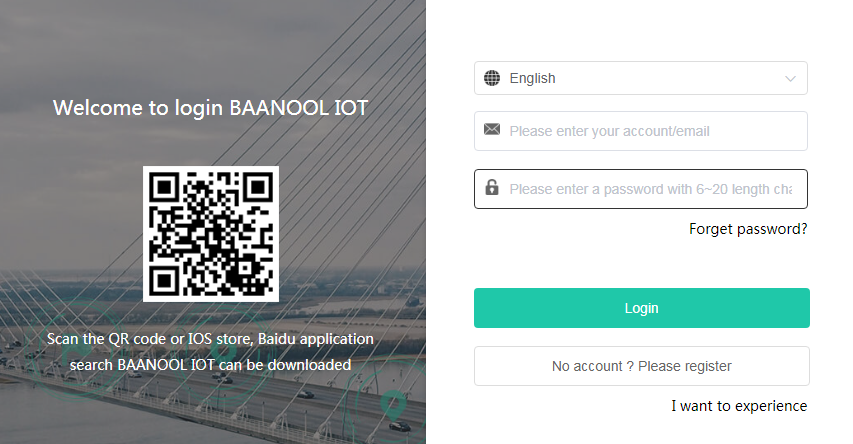 Welcome to login BAANOOL IOT
Scan the QR code or IOS store, Baidu application
search BAANOOL IOT can be downloaded
English
Please enter your account/email
Please enter a password with 6~20 length cha
Forget password?
Login
No account ? Please register
I want to experience